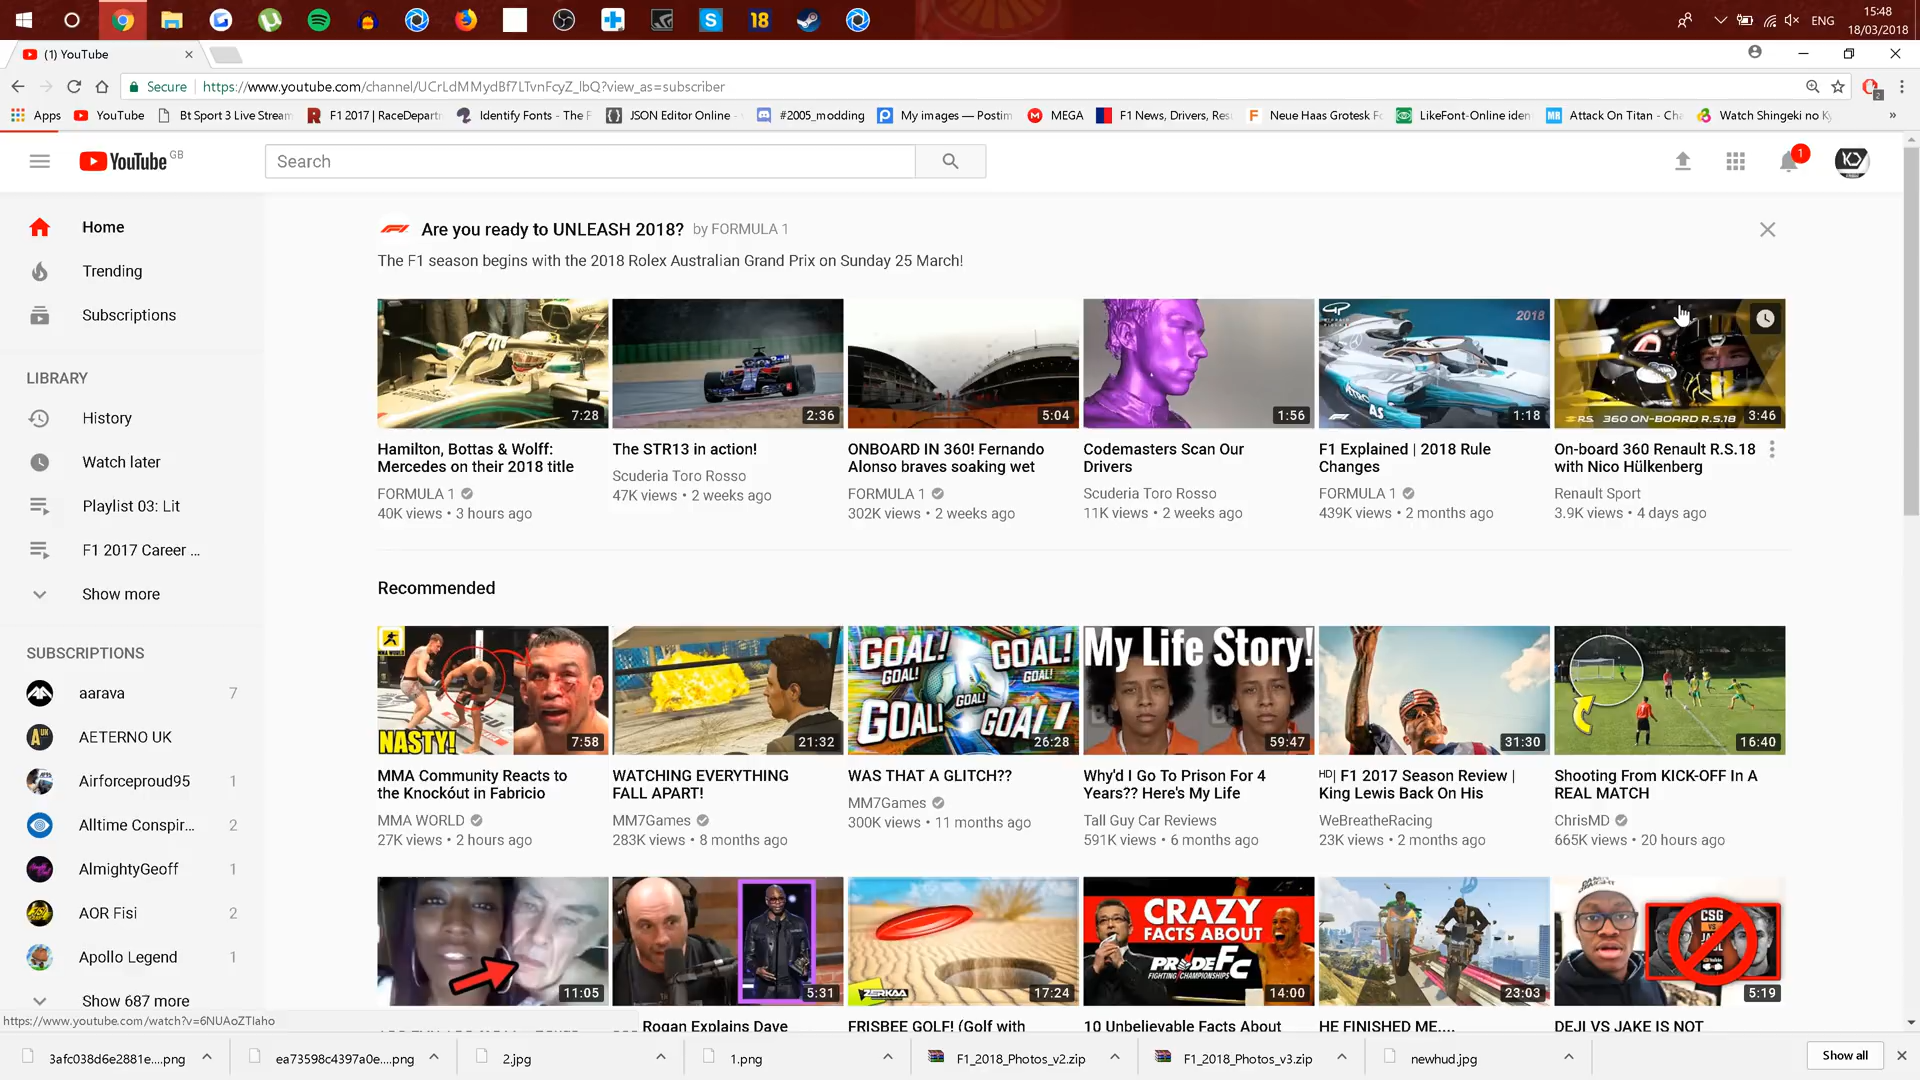 18
ENG
15:48
18/03/2018
(1) YouTube
Secure
https://www.youtube.com/channel/UCrLdMMydBf7LTvnFcyZ_lbQ?view_as=subscriber
2
Apps
YouTube
Bt Sport 3 Live Stream
F1 2017 | RaceDepart
Identify Fonts - The F
JSON Editor Online -
#2005_modding
My images — Postim
MEGA
F1 News, Drivers, Res
Neue Haas Grotesk F
LikeFont-Online iden
Attack On Titan - Cha
Watch Shingeki no Ky
YouTube GB
Search
1
Home
Trending
Subscriptions
LIBRARY
History
Watch later
Playlist 03: Lit
F1 2017 Career ...
Show more
SUBSCRIPTIONS
aarava 7
AETERNO UK
Airforceproud95 1
Alltime Conspir... 2
AlmightyGeoff 1
AOR Fisi 2
Apollo Legend 1
Show 687 more
Are you ready to UNLEASH 2018? by FORMULA 1
The F1 season begins with the 2018 Rolex Australian Grand Prix on Sunday 25 March!
7:28
Hamilton, Bottas & Wolff:
Mercedes on their 2018 title
FORMULA 1
40K views • 3 hours ago
2:36
The STR13 in action!
Scuderia Toro Rosso
47K views • 2 weeks ago
5:04
ONBOARD IN 360! Fernando
Alonso braves soaking wet
FORMULA 1
302K views • 2 weeks ago
1:56
Codemasters Scan Our
Drivers
Scuderia Toro Rosso
11K views • 2 weeks ago
2018
1:18
F1 Explained | 2018 Rule
Changes
FORMULA 1
439K views • 2 months ago
R.S. 360 ON-BOARD R.S.18
3:46
On-board 360 Renault R.S.18
with Nico Hülkenberg
Renault Sport
3.9K views • 4 days ago
Recommended
MMA WORLD
NASTY!
7:58
MMA Community Reacts to
the Knockóut in Fabricio
MMA WORLD
27K views • 2 hours ago
21:32
WATCHING EVERYTHING
FALL APART!
MM7Games
283K views • 8 months ago
GOAL! GOAL!
GOAL! GOAL!
GOAL!
GOAL! GOAL!
26:28
WAS THAT A GLITCH??
MM7Games
300K views • 11 months ago
My Life Story!
59:47
Why'd I Go To Prison For 4
Years?? Here's My Life
Tall Guy Car Reviews
591K views • 6 months ago
31:30
ᴴᴰ| F1 2017 Season Review |
King Lewis Back On His
WeBreatheRacing
23K views • 2 months ago
16:40
Shooting From KICK-OFF In A
REAL MATCH
ChrisMD
665K views • 20 hours ago
11:05
5:31
Rogan Explains Dave
ZERKAA
17:24
FRISBEE GOLF! (Golf with
CRAZY
FACTS ABOUT
PRIDE FC
FIGHTING CHAMPIONSHIPS
14:00
10 Unbelievable Facts About
23:03
HE FINISHED ME....
CSG
VS
5:19
DEJI VS JAKE IS NOT
https://www.youtube.com/watch?v=6NUAoZTIaho
3afc038d6e2881e....png
ea73598c4397a0e....png
2.jpg
1.png
F1_2018_Photos_v2.zip
F1_2018_Photos_v3.zip
newhud.jpg
Show all